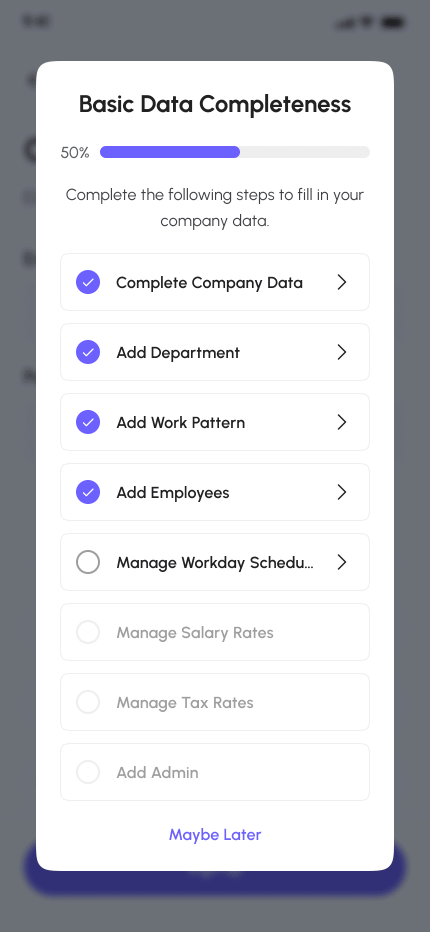 Basic Data Completeness
50%
Complete the following steps to fill in your
company data.
Complete Company Data
Add Department
Add Work Pattern
Add Employees
Manage Workday Schedu...
Manage Salary Rates
Manage Tax Rates
Add Admin
Maybe Later